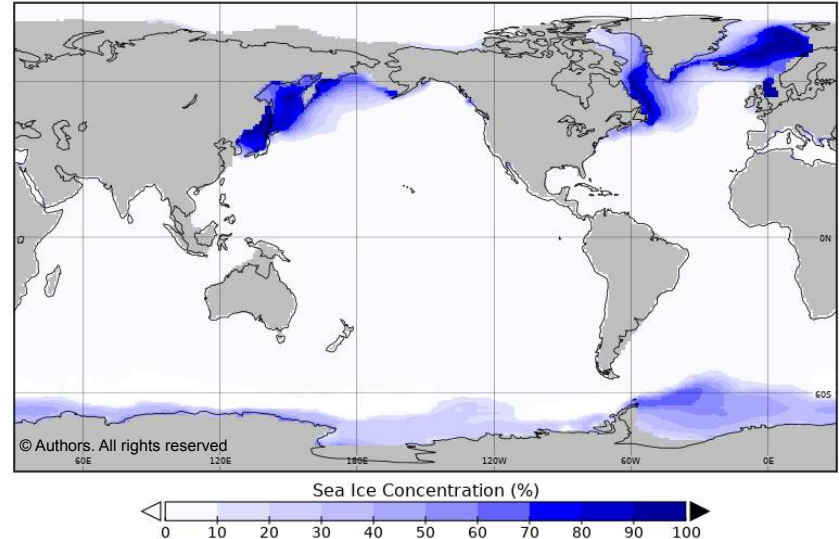 60N
0N
60S
© Authors. All rights reserved
60E 120E 180E 120W 60W 0E
Sea Ice Concentration (%)
0 10 20 30 40 50 60 70 80 90 100